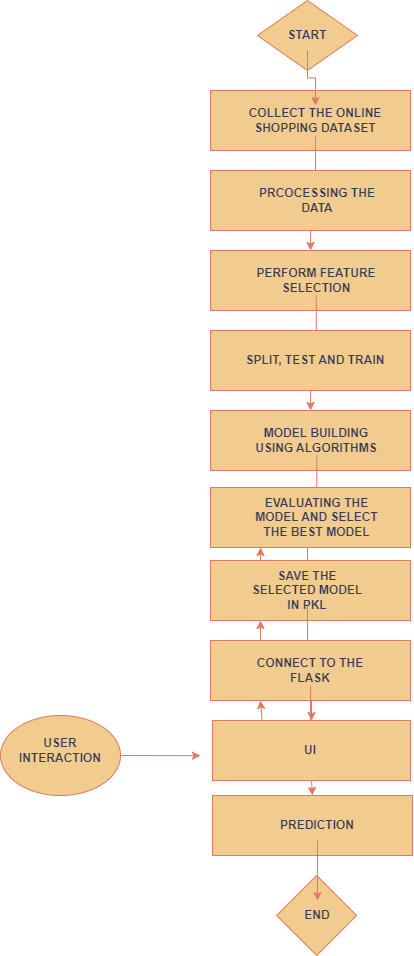 START
COLLECT THE ONLINE
SHOPPING DATASET
PRCOCESSING THE
DATA
PERFORM FEATURE
SELECTION
SPLIT, TEST AND TRAIN
MODEL BUILDING
USING ALGORITHMS
EVALUATING THE
MODEL AND SELECT
THE BEST MODEL
SAVE THE
SELECTED MODEL
IN PKL
CONNECT TO THE
FLASK
USER
INTERACTION
UI
PREDICTION
END